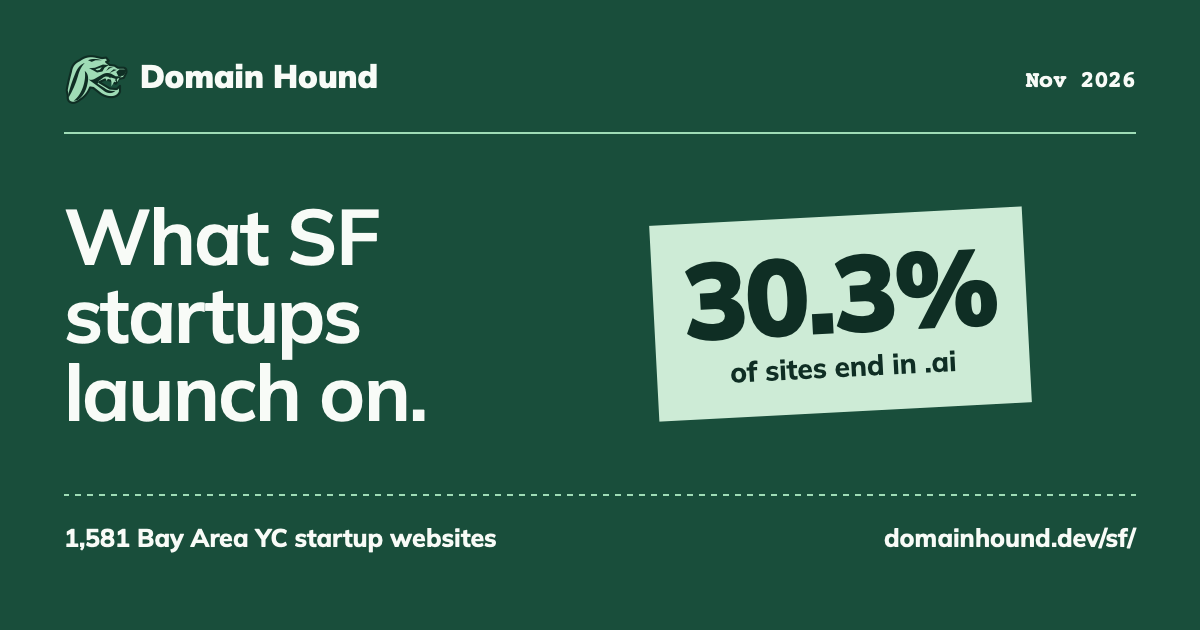 Domain Hound
Nov 2026
What SF
startups
launch on.
30.3%
of sites end in .ai
1,581 Bay Area YC startup websites
domainhound.dev/sf/